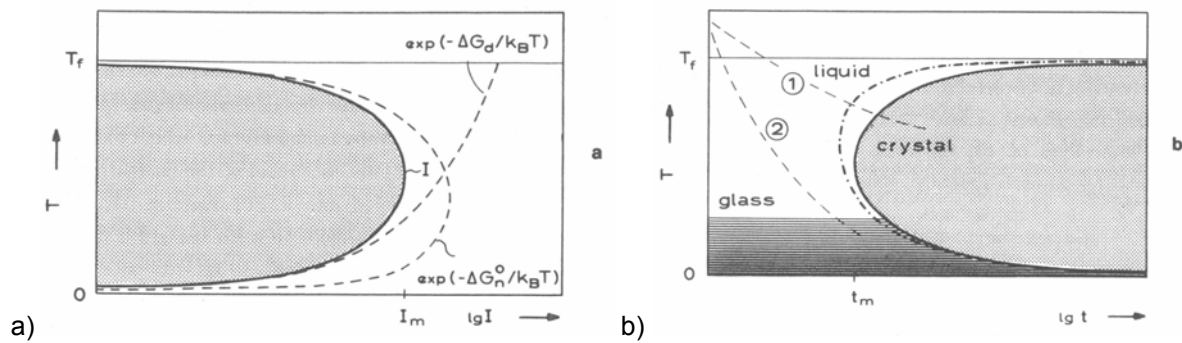 T_f
exp(-ΔG_d/k_BT)
T
I
exp(-ΔG_n^o/k_BT)
0
I_m
lg I
a
a)
T_f
liquid
1
2
crystal
T
glass
0
t_m
lg t
b
b)